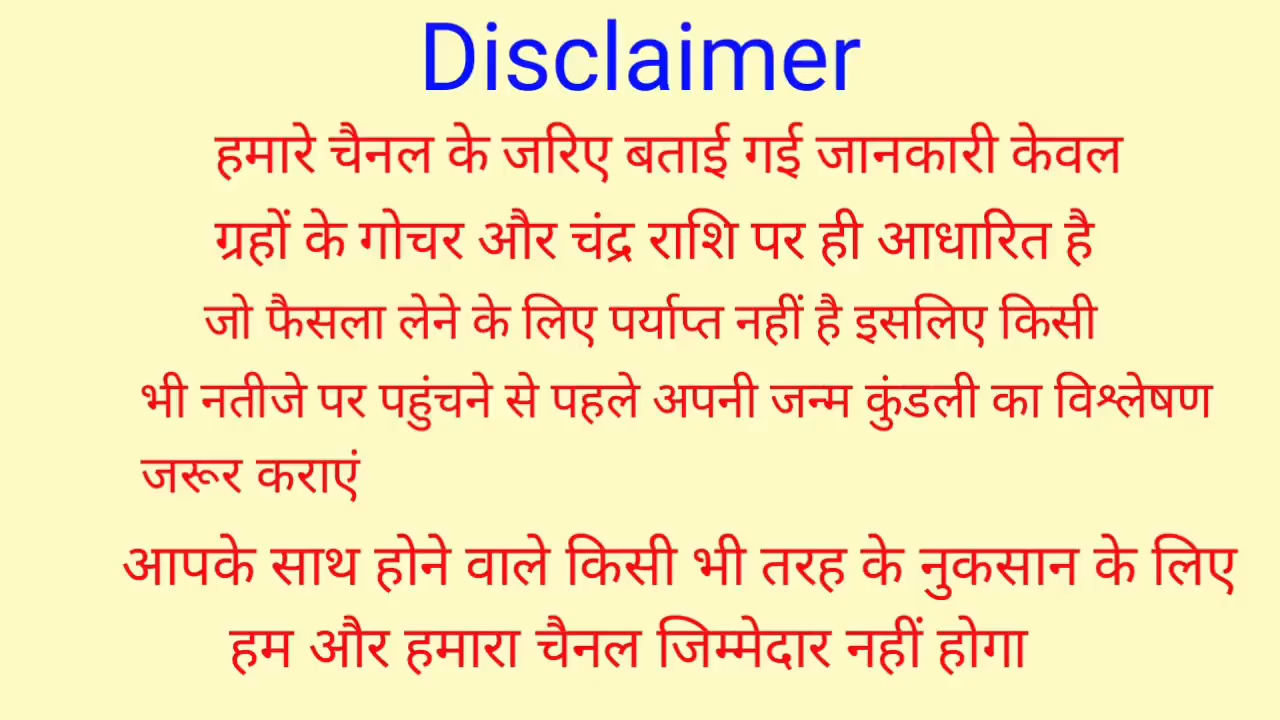 Disclaimer
हमारे चैनल के जरिए बताई गई जानकारी केवल
ग्रहों के गोचर और चंद्र राशि पर ही आधारित है
जो फैसला लेने के लिए पर्याप्त नहीं है इसलिए किसी
भी नतीजे पर पहुंचने से पहले अपनी जन्म कुंडली का विश्लेषण
जरूर कराएं
आपके साथ होने वाले किसी भी तरह के नुकसान के लिए
हम और हमारा चैनल जिम्मेदार नहीं होगा